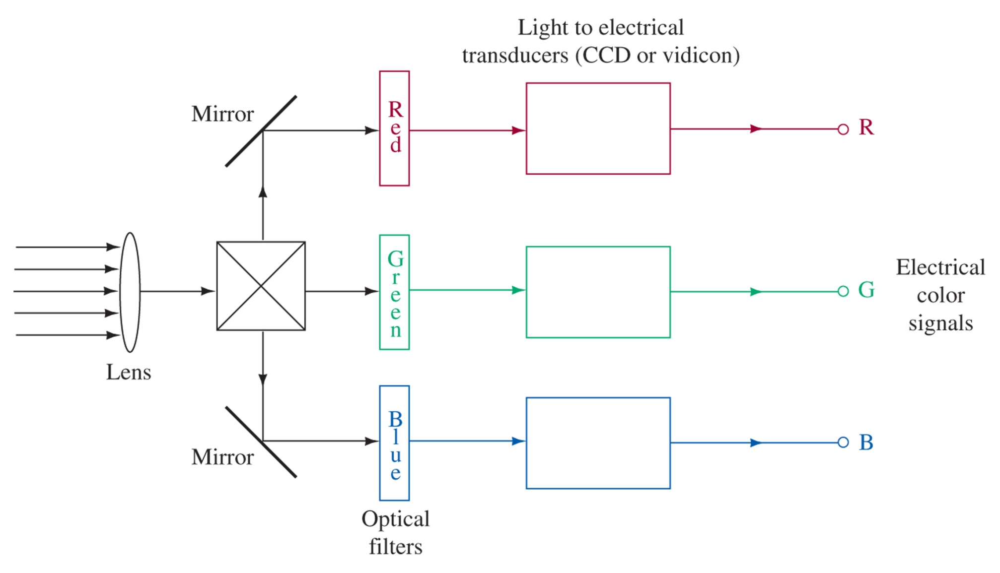 Light to electrical
transducers (CCD or vidicon)
Mirror
Red
R
Green
G
Electrical
color
signals
Lens
Blue
B
Mirror
Optical
filters